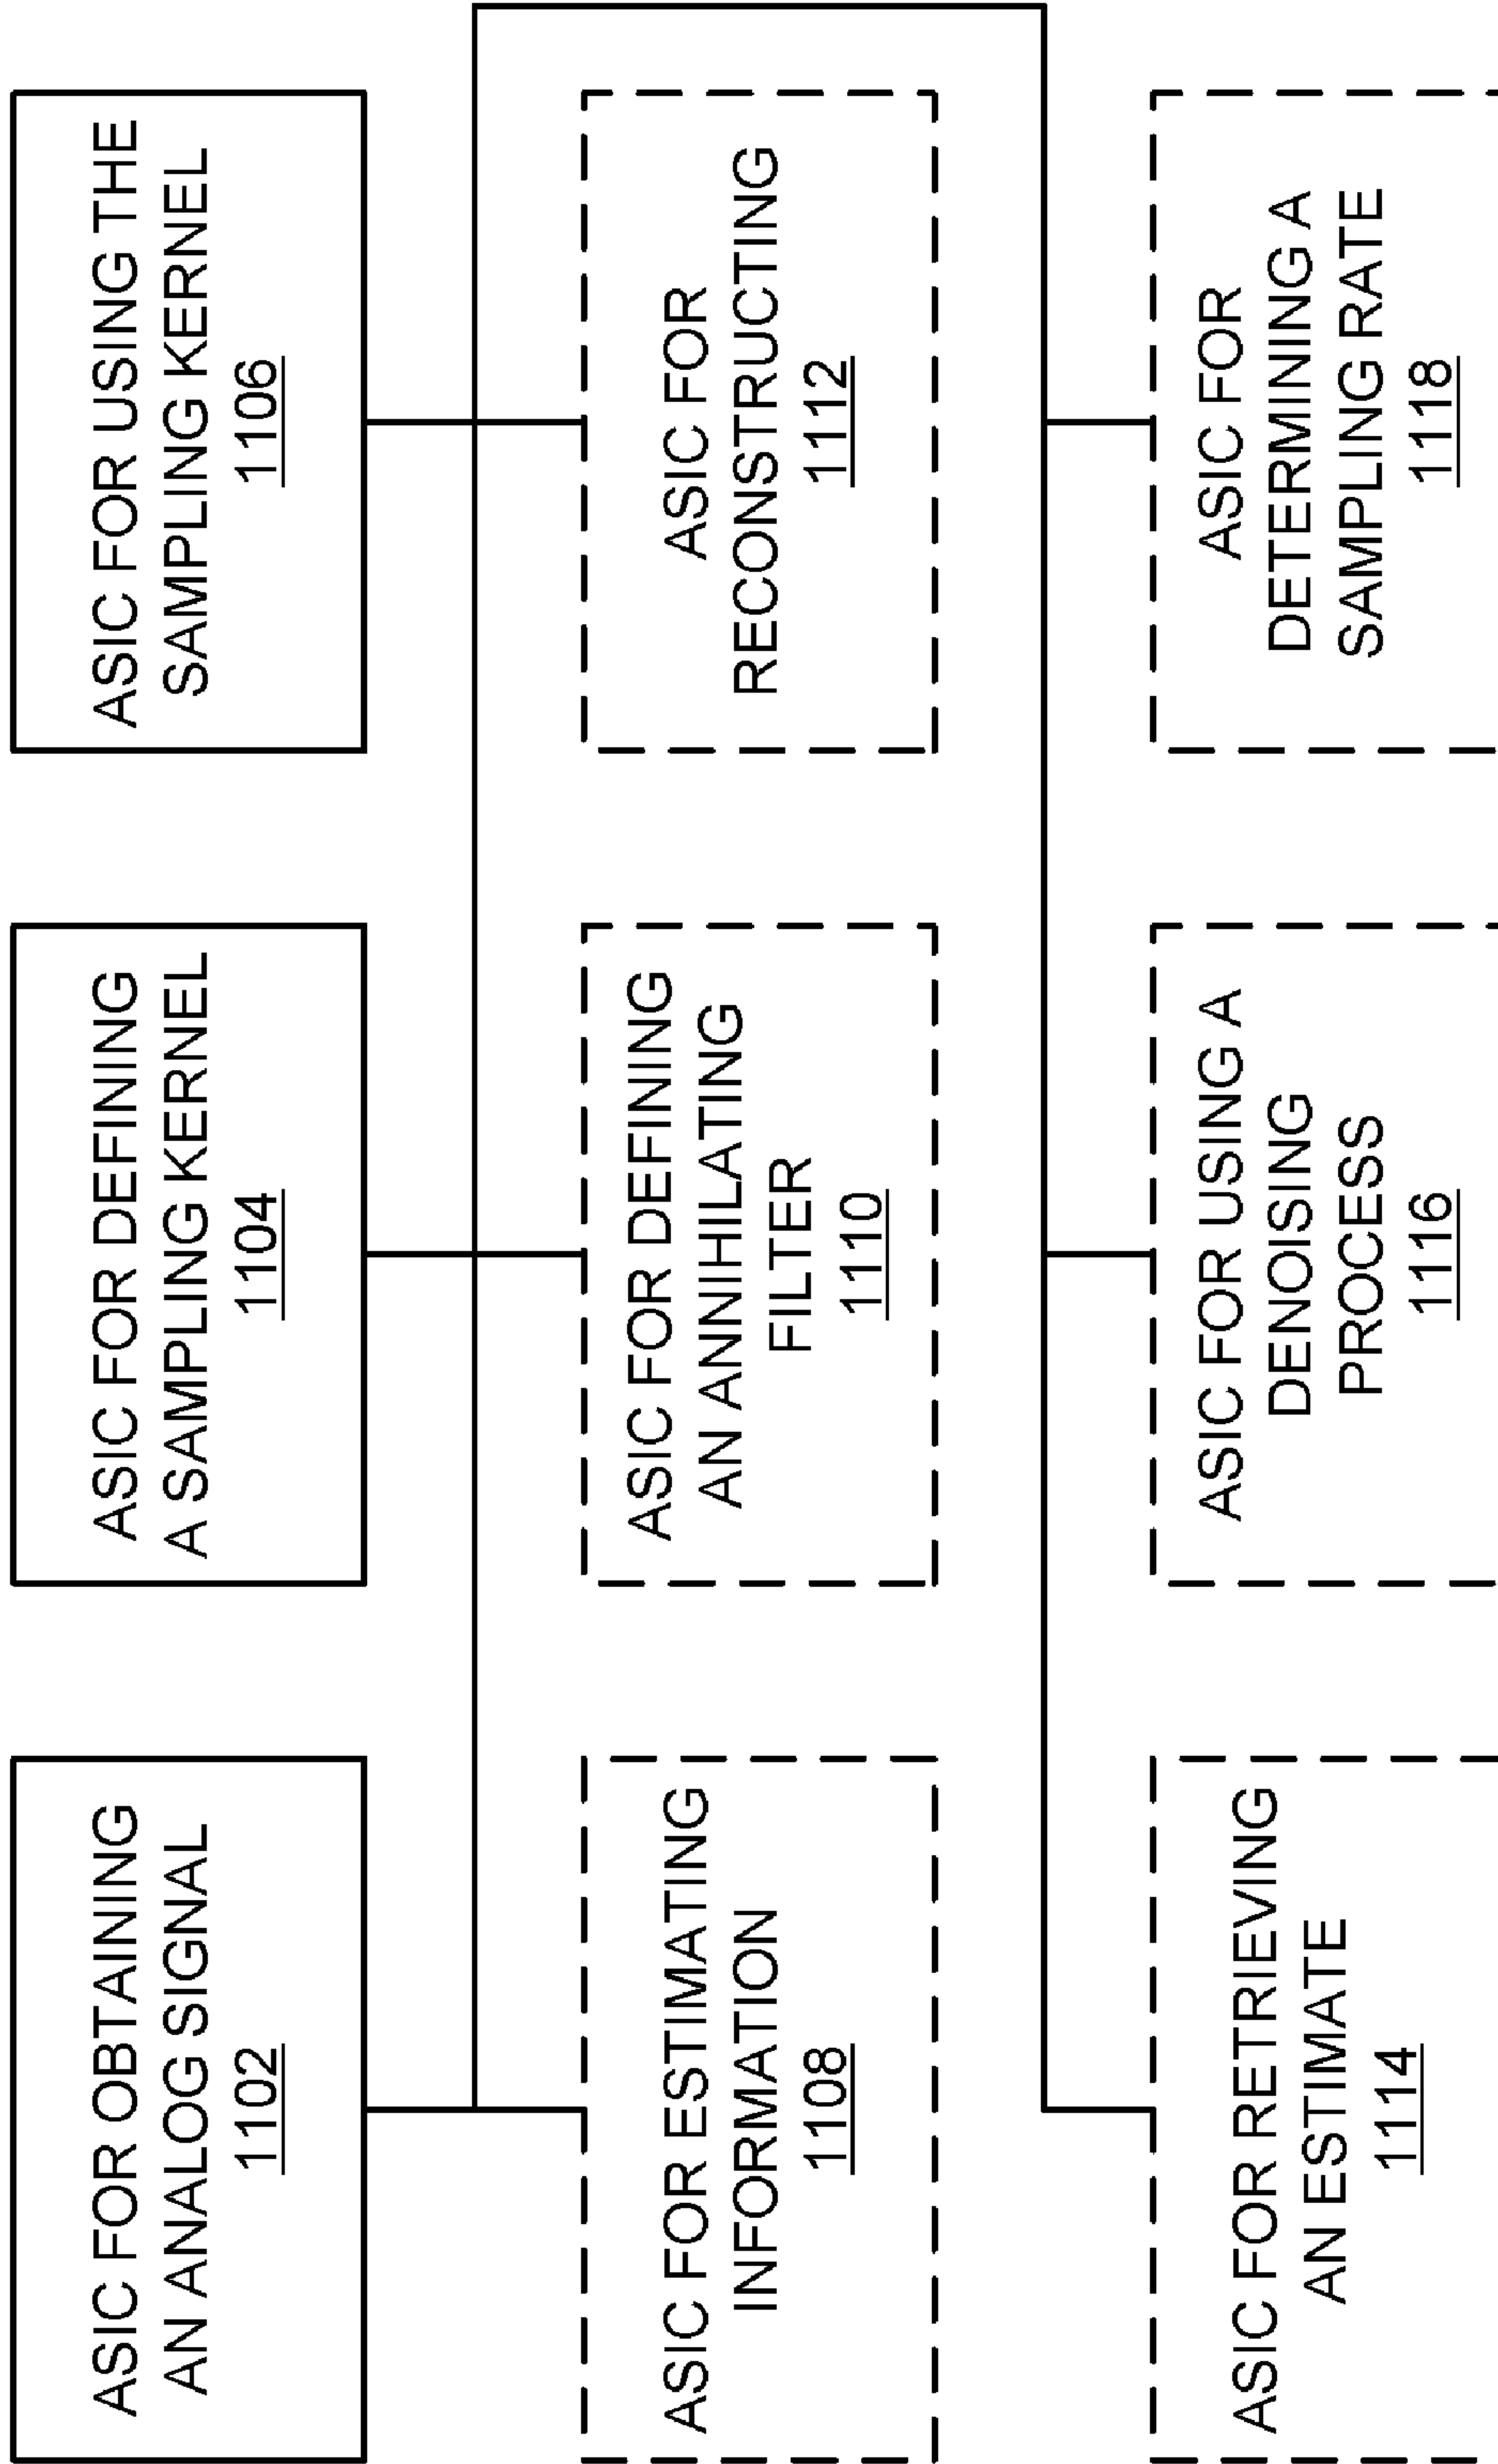 ASIC FOR OBTAINING
AN ANALOG SIGNAL
1102
ASIC FOR DEFINING
A SAMPLING KERNEL
1104
ASIC FOR USING THE
SAMPLING KERNEL
1106
ASIC FOR ESTIMATING
INFORMATION
1108
ASIC FOR DEFINING
AN ANNIHILATING
FILTER
1110
ASIC FOR
RECONSTRUCTING
1112
ASIC FOR RETRIEVING
AN ESTIMATE
1114
ASIC FOR USING A
DENOISING
PROCESS
1116
ASIC FOR
DETERMINING A
SAMPLING RATE
1118